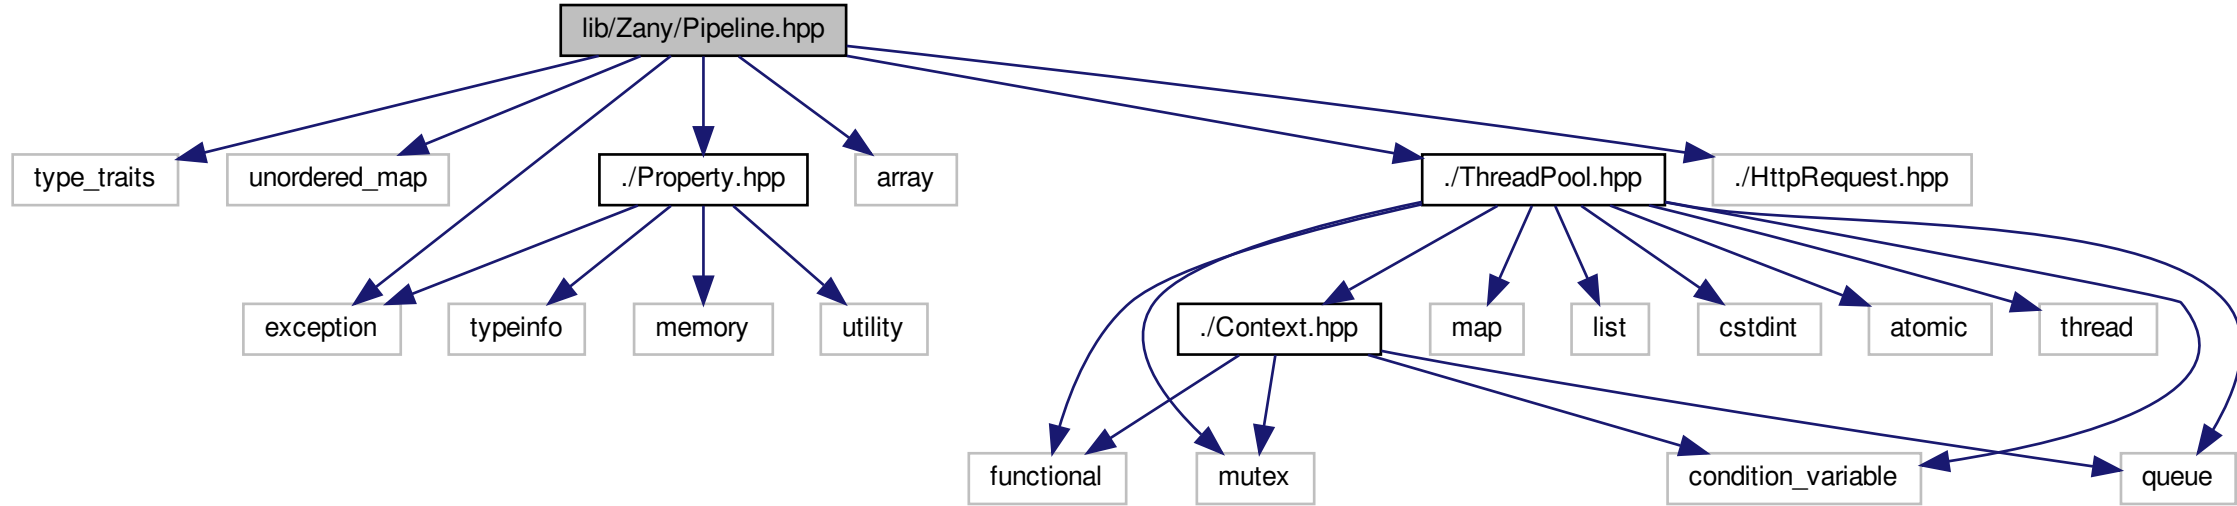 lib/Zany/Pipeline.hpp
type_traits
unordered_map
./Property.hpp
array
./ThreadPool.hpp
./HttpRequest.hpp
exception
typeinfo
memory
utility
./Context.hpp
map
list
cstdint
atomic
thread
functional
mutex
condition_variable
queue